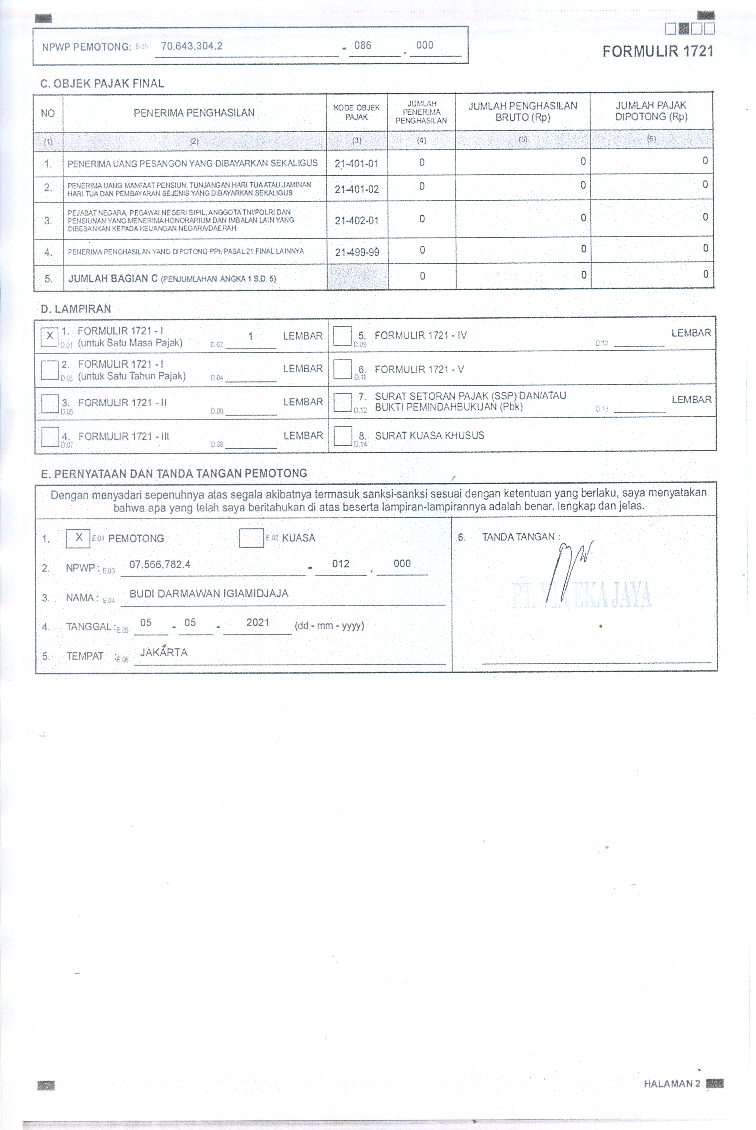 NPWP PEMOTONG: 70.643.304.2 - 086 . 000
FORMULIR 1721
C. OBJEK PAJAK FINAL
NO PENERIMA PENGHASILAN KODE OBJEK PAJAK JUMLAH PENERIMA PENGHASILAN JUMLAH PENGHASILAN BRUTO (Rp) JUMLAH PAJAK DIPOTONG (Rp)
(1) (2) (3) (4) (5) (6)
1. PENERIMA UANG PESANGON YANG DIBAYARKAN SEKALIGUS 21-401-01 0 0 0
2. PENERIMA UANG MANFAAT PENSIUN, TUNJANGAN HARI TUA ATAU JAMINAN
HARI TUA DAN PEMBAYARAN SEJENIS YANG DIBAYARKAN SEKALIGUS 21-401-02 0 0 0
3. PEJABAT NEGARA, PEGAWAI NEGERI SIPIL, ANGGOTA TNI/POLRI DAN
PENSIUNAN YANG MENERIMA HONORARIUM DAN IMBALAN LAIN YANG
DIBEBANKAN KEPADA KEUANGAN NEGARA/DAERAH 21-402-01 0 0 0
4. PENERIMA PENGHASILAN YANG DIPOTONG PPh PASAL 21 FINAL LAINNYA 21-499-99 0 0 0
5. JUMLAH BAGIAN C (PENJUMLAHAN ANGKA 1 S.D. 5) 0 0 0
D. LAMPIRAN
X 1. FORMULIR 1721 - I
D.01 (untuk Satu Masa Pajak) D.02 1 LEMBAR
2. FORMULIR 1721 - I
D.03 (untuk Satu Tahun Pajak) D.04 LEMBAR
3. FORMULIR 1721 - II
D.05 D.06 LEMBAR
4. FORMULIR 1721 - III
D.07 D.08 LEMBAR
5. FORMULIR 1721 - IV
D.09 D.10 LEMBAR
6. FORMULIR 1721 - V
D.11
7. SURAT SETORAN PAJAK (SSP) DAN/ATAU
D.12 BUKTI PEMINDAHBUKUAN (Pbk) LEMBAR
8. SURAT KUASA KHUSUS
D.14
E. PERNYATAAN DAN TANDA TANGAN PEMOTONG
Dengan menyadari sepenuhnya atas segala akibatnya termasuk sanksi-sanksi sesuai dengan ketentuan yang berlaku, saya menyatakan
bahwa apa yang telah saya beritahukan di atas beserta lampiran-lampirannya adalah benar, lengkap dan jelas.
1. X E.01 PEMOTONG E.02 KUASA
2. NPWP : E.03 07.566.782.4 - 012 . 000
3. NAMA : E.04 BUDI DARMAWAN IGIAMIDJAJA
4. TANGGAL : E.05 05 - 05 - 2021 (dd - mm - yyyy)
5. TEMPAT : E.06 JAKARTA
6. TANDA TANGAN :
EKA JAYA
HALAMAN 2